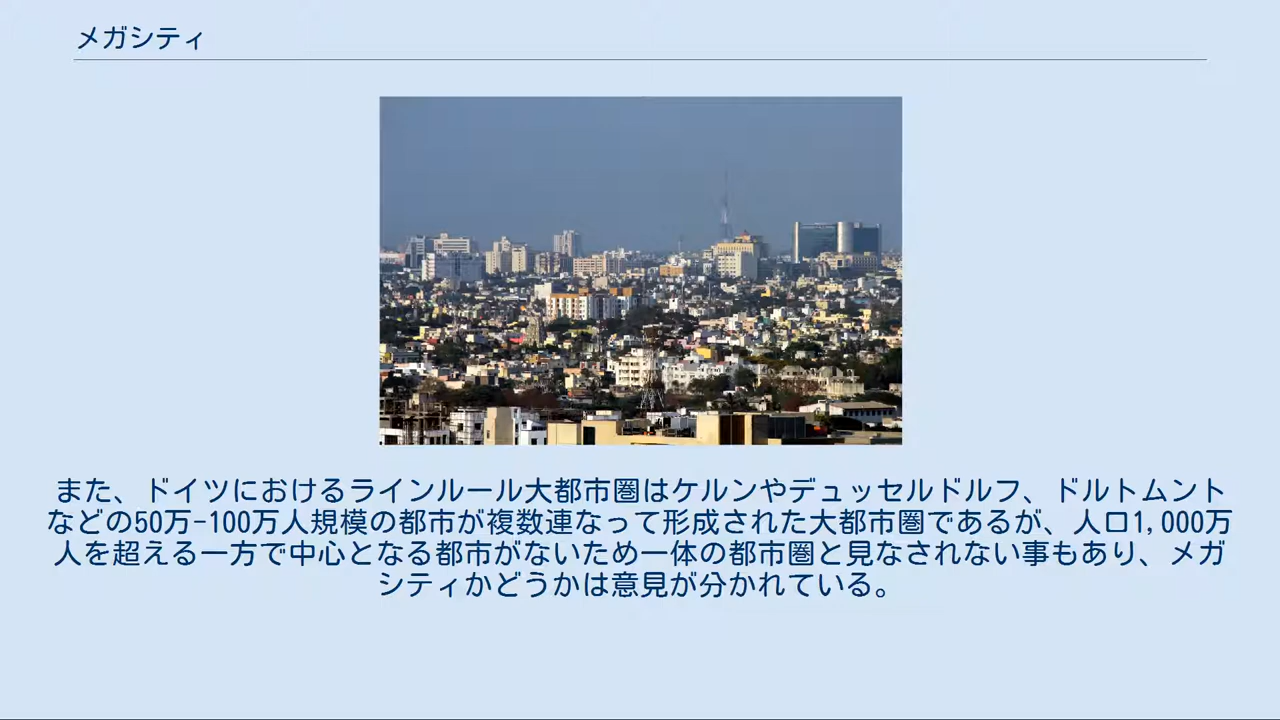 メガシティ
また、ドイツにおけるラインルール大都市圏はケルンやデュッセルドルフ、ドルトムント
などの50万-100万人規模の都市が複数連なって形成された大都市圏であるが、人口1,000万
人を超える一方で中心となる都市がないため一体の都市圏と見なされない事もあり、メガ
シティかどうかは意見が分かれている。